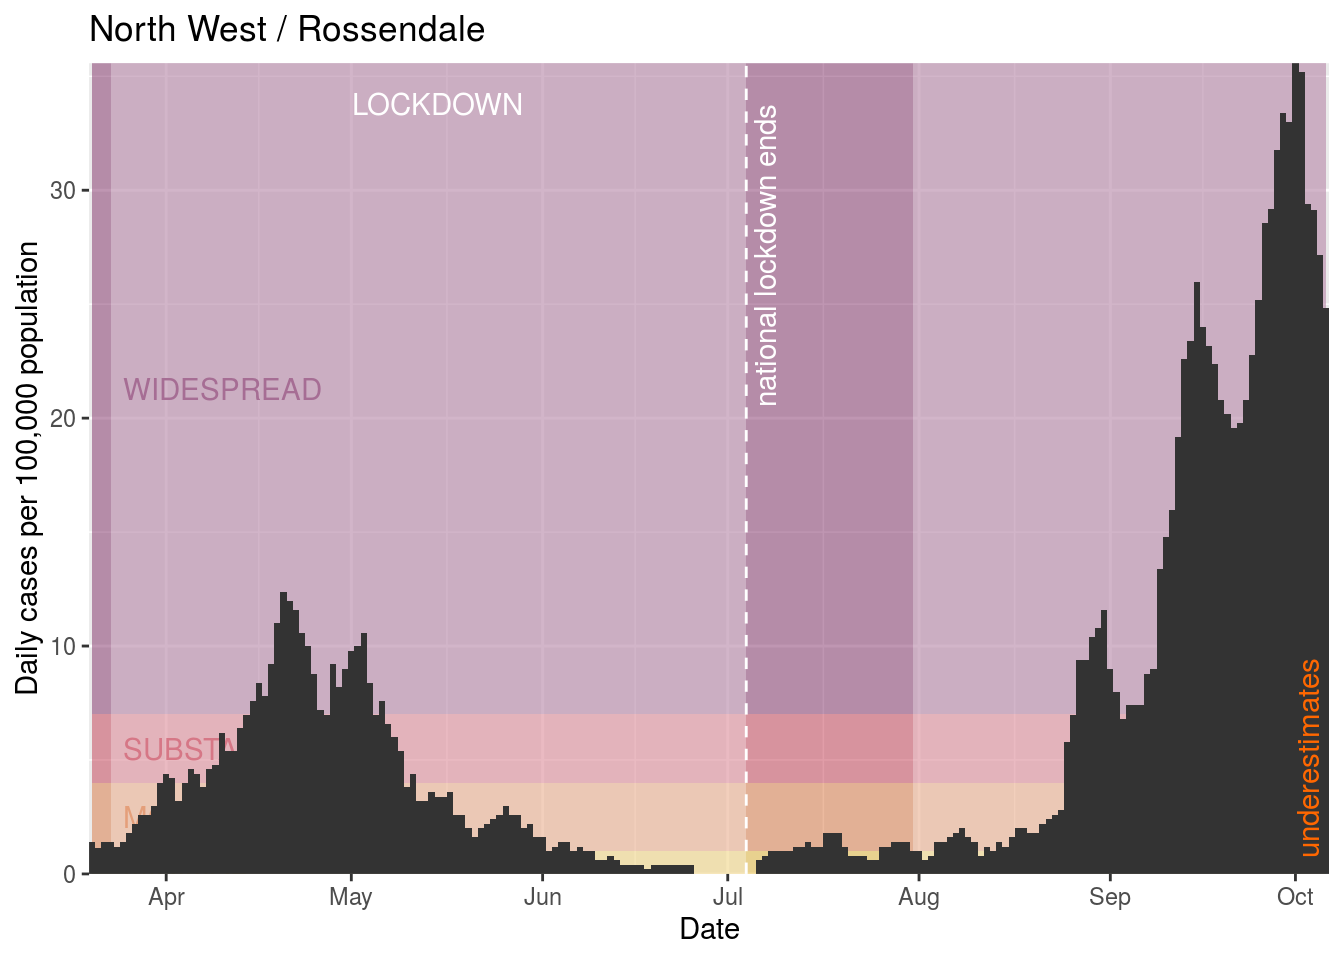 North West / Rossendale
LOCKDOWN
national lockdown ends
WIDESPREAD
SUBSTA
M
underestimates
Daily cases per 100,000 population
30
20
10
0
Apr
May
Jun
Jul
Aug
Sep
Oct
Date